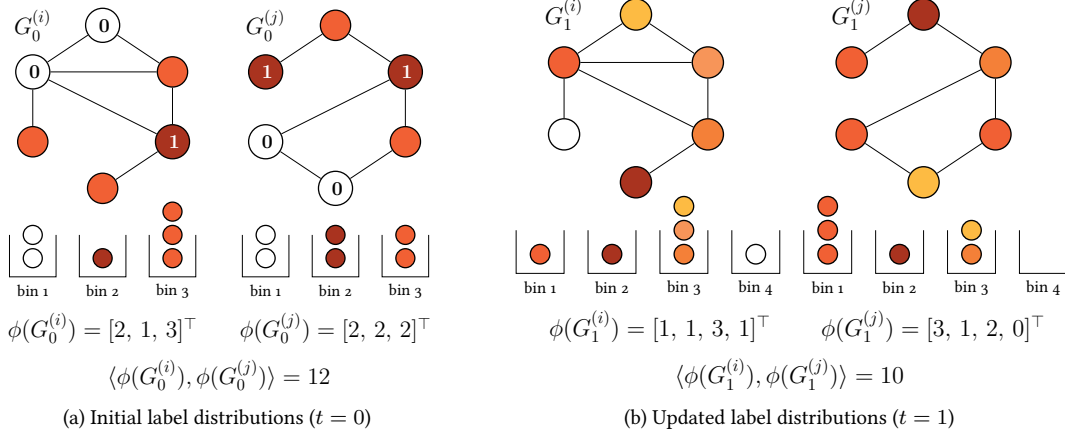 G_0^{(i)}
0
0
1
G_0^{(j)}
1
1
0
0
bin 1
bin 2
bin 3
bin 1
bin 2
bin 3
ϕ(G_0^{(i)}) = [2, 1, 3]^⊤
ϕ(G_0^{(j)}) = [2, 2, 2]^⊤
⟨ϕ(G_0^{(i)}), ϕ(G_0^{(j)})⟩ = 12
(a) Initial label distributions (t = 0)
G_1^{(i)}
G_1^{(j)}
bin 1
bin 2
bin 3
bin 4
bin 1
bin 2
bin 3
bin 4
ϕ(G_1^{(i)}) = [1, 1, 3, 1]^⊤
ϕ(G_1^{(j)}) = [3, 1, 2, 0]^⊤
⟨ϕ(G_1^{(i)}), ϕ(G_1^{(j)})⟩ = 10
(b) Updated label distributions (t = 1)